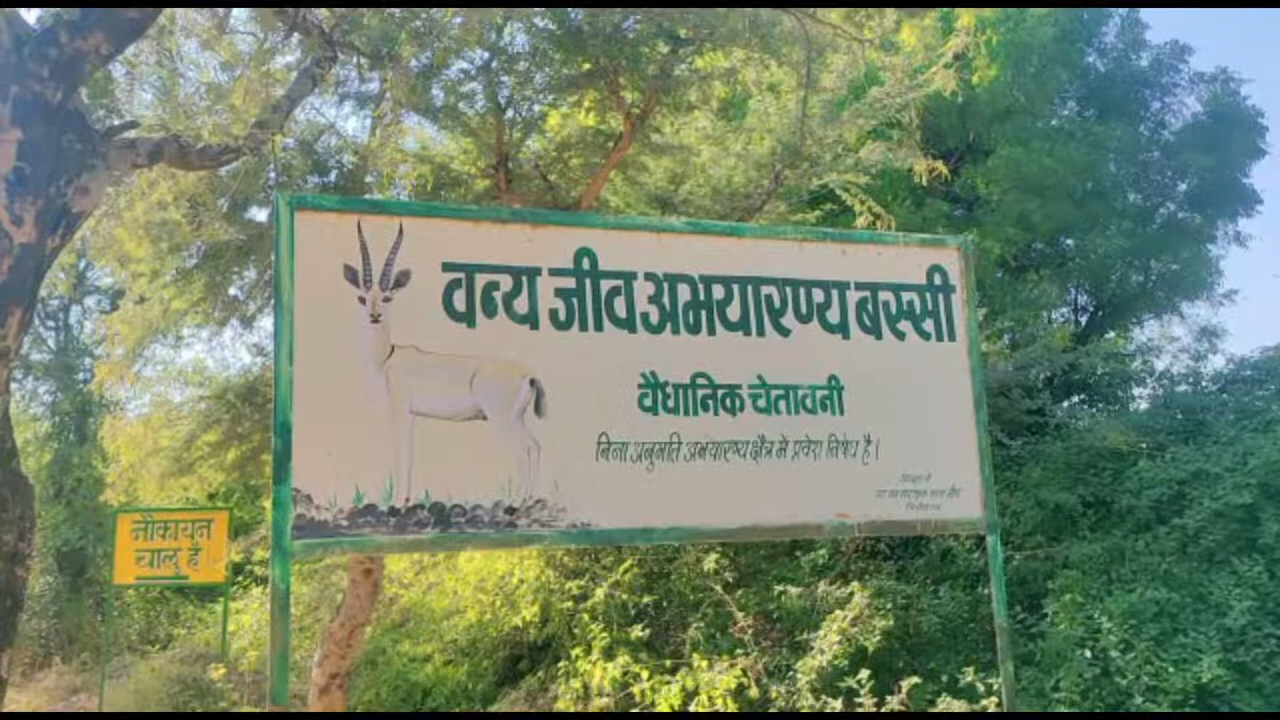 वन्य जीव अभयारण्य बस्सी
वैधानिक चेतावनी
बिना अनुमति अभयारण्य क्षैत्र में प्रवेश निषेध है।
नौकायन
चालु है